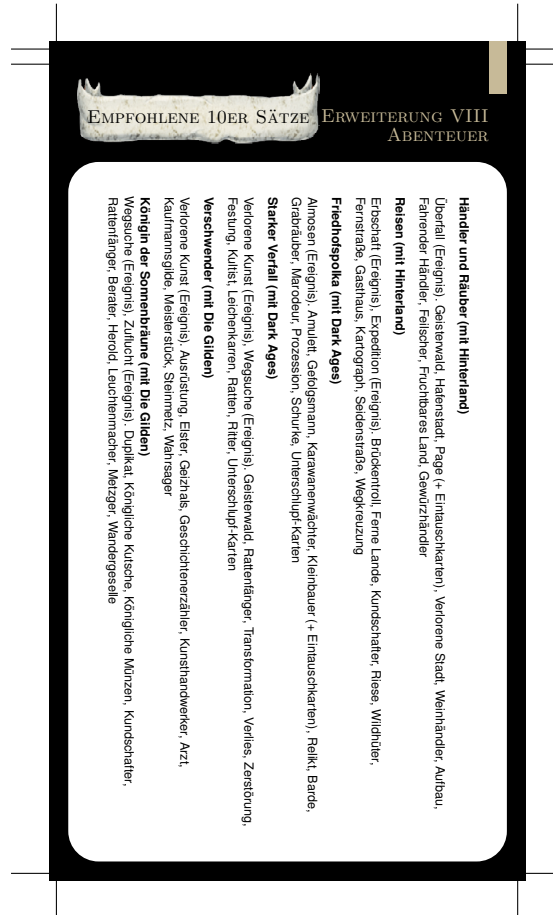 Empfohlene 10er Sätze
Erweiterung VIII
Abenteuer
Händler und Räuber (mit Hinterland)
Überfall (Ereignis). Geisterwald, Hafenstadt, Page (+ Eintauschkarten), Verlorene Stadt, Weinhändler, Aufbau,
Fahrender Händler, Feilscher, Fruchtbares Land, Gewürzhändler
Reisen (mit Hinterland)
Erbschaft (Ereignis), Expedition (Ereignis). Brückentroll, Ferne Lande, Kundschafter, Riese, Wildhüter,
Fernstraße, Gasthaus, Kartograph, Seidenstraße, Wegkreuzung
Friedhofspolka (mit Dark Ages)
Almosen (Ereignis). Amulett, Gefolgsmann, Karawanenwächter, Kleinbauer (+ Eintauschkarten), Relikt, Barde,
Grabräuber, Marodeur, Prozession, Schurke, Unterschlupf-Karten
Starker Verfall (mit Dark Ages)
Verlorene Kunst (Ereignis), Wegsuche (Ereignis). Geisterwald, Rattenfänger, Transformation, Verlies, Zerstörung,
Festung, Kultist, Leichenkarren, Ratten, Ritter, Unterschlupf-Karten
Verschwender (mit Die Gilden)
Verlorene Kunst (Ereignis), Ausrüstung, Elster, Geizhals, Geschichtenerzähler, Kunsthandwerker, Arzt,
Kaufmannsgilde, Meisterstück, Steinmetz, Wahrsager
Königin der Sonnenbräune (mit Die Gilden)
Wegsuche (Ereignis), Zuflucht (Ereignis). Duplikat, Königliche Kutsche, Königliche Münzen, Kundschafter,
Rattenfänger, Berater, Herold, Leuchtenmacher, Metzger, Wandergeselle